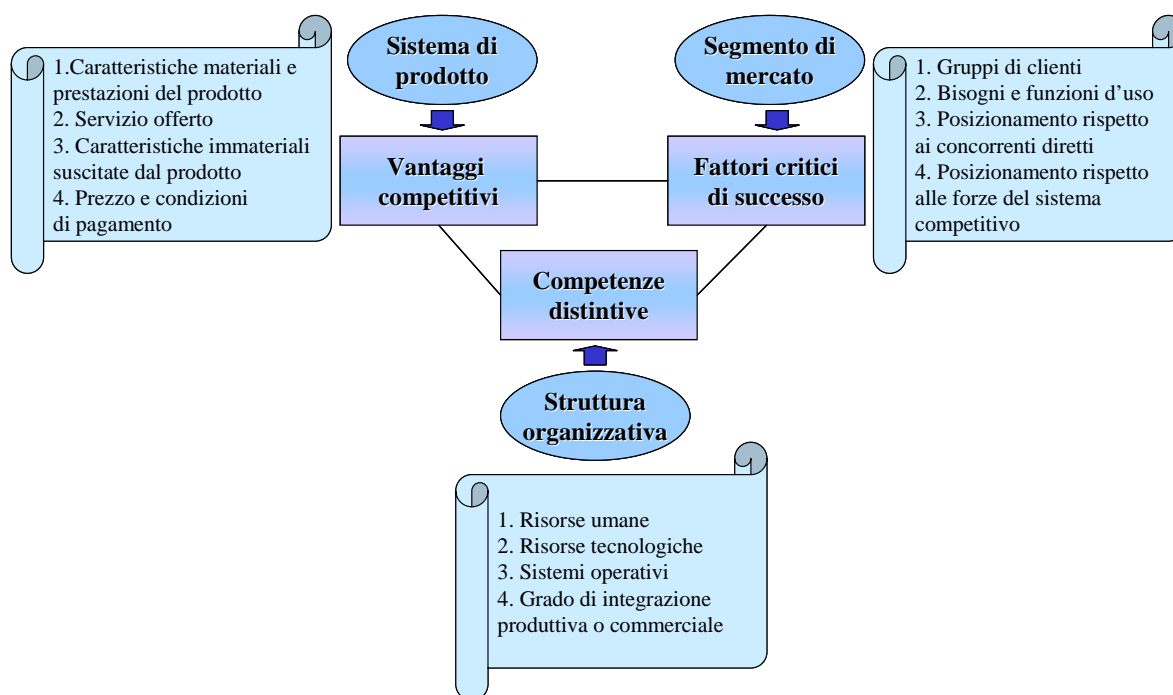 Sistema di
prodotto
Segmento di
mercato
1.Caratteristiche materiali e
prestazioni del prodotto
2. Servizio offerto
3. Caratteristiche immateriali
suscitate dal prodotto
4. Prezzo e condizioni
di pagamento
Vantaggi
competitivi
Fattori critici
di successo
1. Gruppi di clienti
2. Bisogni e funzioni d’uso
3. Posizionamento rispetto
ai concorrenti diretti
4. Posizionamento rispetto
alle forze del sistema
competitivo
Competenze
distintive
Struttura
organizzativa
1. Risorse umane
2. Risorse tecnologiche
3. Sistemi operativi
4. Grado di integrazione
produttiva o commerciale